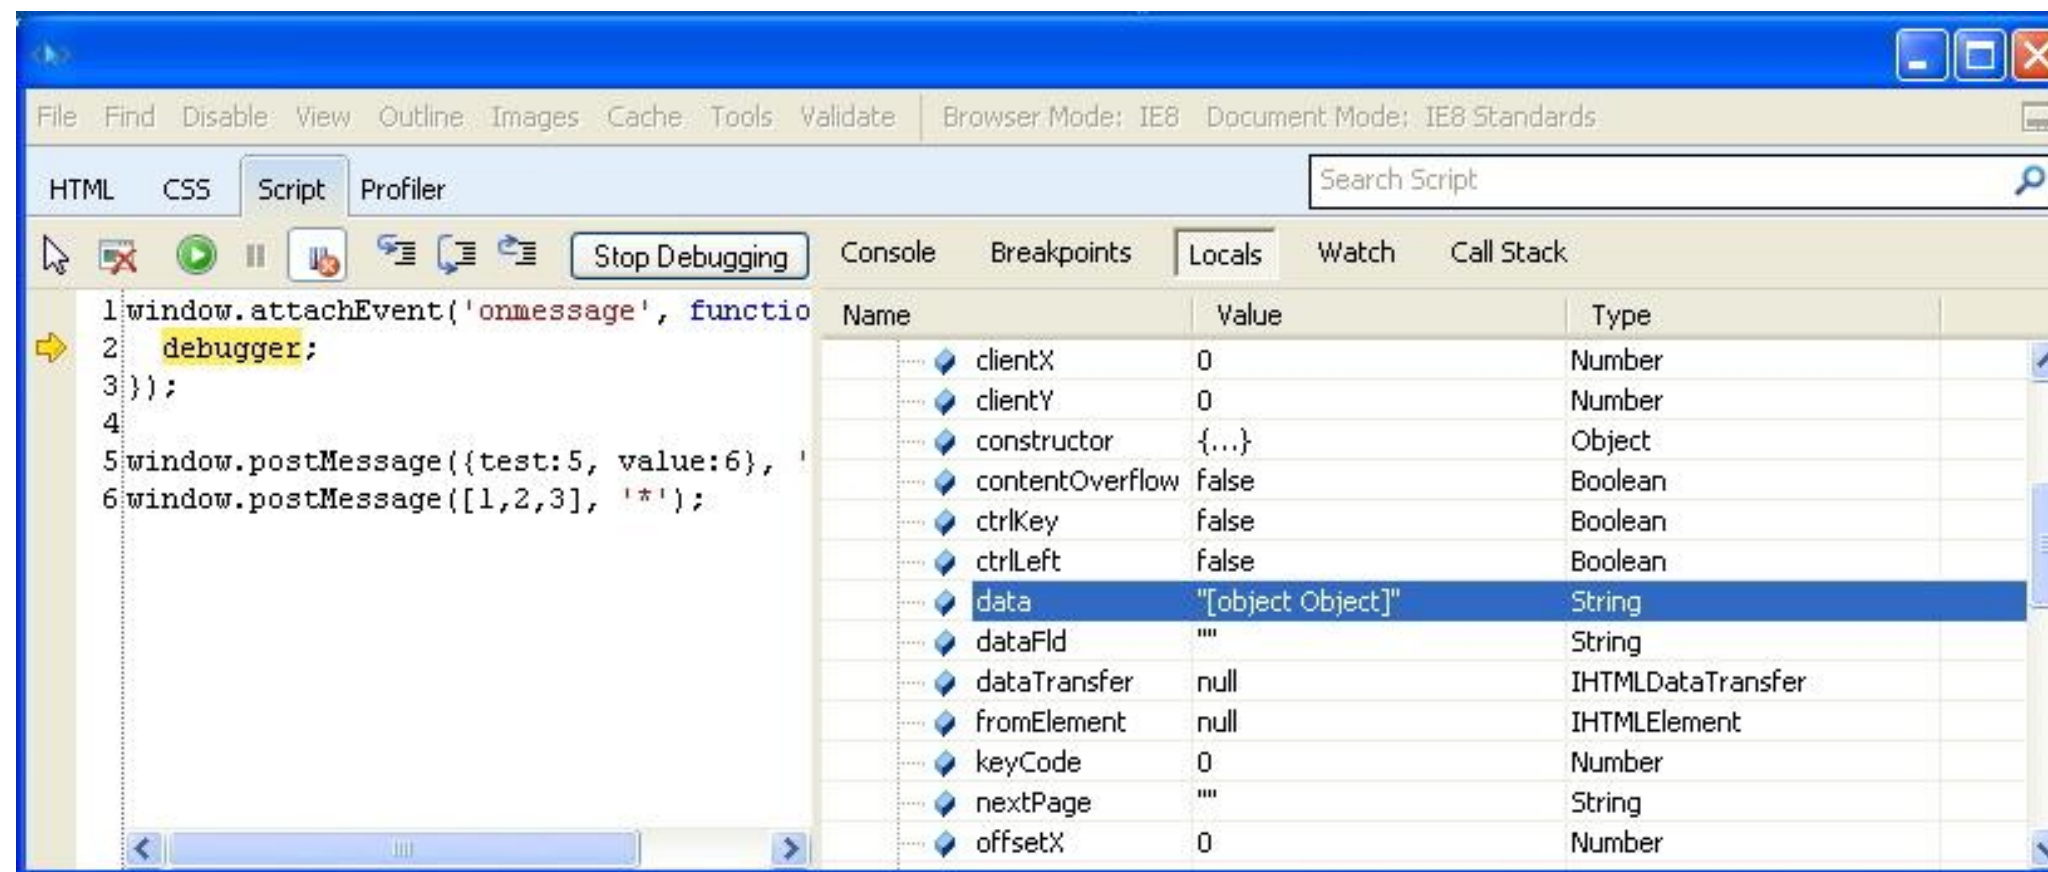 File Find Disable View Outline Images Cache Tools Validate Browser Mode: IE8 Document Mode: IE8 Standards
HTML CSS Script Profiler Search Script
Stop Debugging Console Breakpoints Locals Watch Call Stack
1 window.attachEvent('onmessage', functio
2 debugger;
3 });
4
5 window.postMessage({test:5, value:6}, '
6 window.postMessage([1,2,3], '*');
Name Value Type
clientX 0 Number
clientY 0 Number
constructor {...} Object
contentOverflow false Boolean
ctrlKey false Boolean
ctrlLeft false Boolean
data "[object Object]" String
dataFld "" String
dataTransfer null IHTMLDataTransfer
fromElement null IHTMLElement
keyCode 0 Number
nextPage "" String
offsetX 0 Number